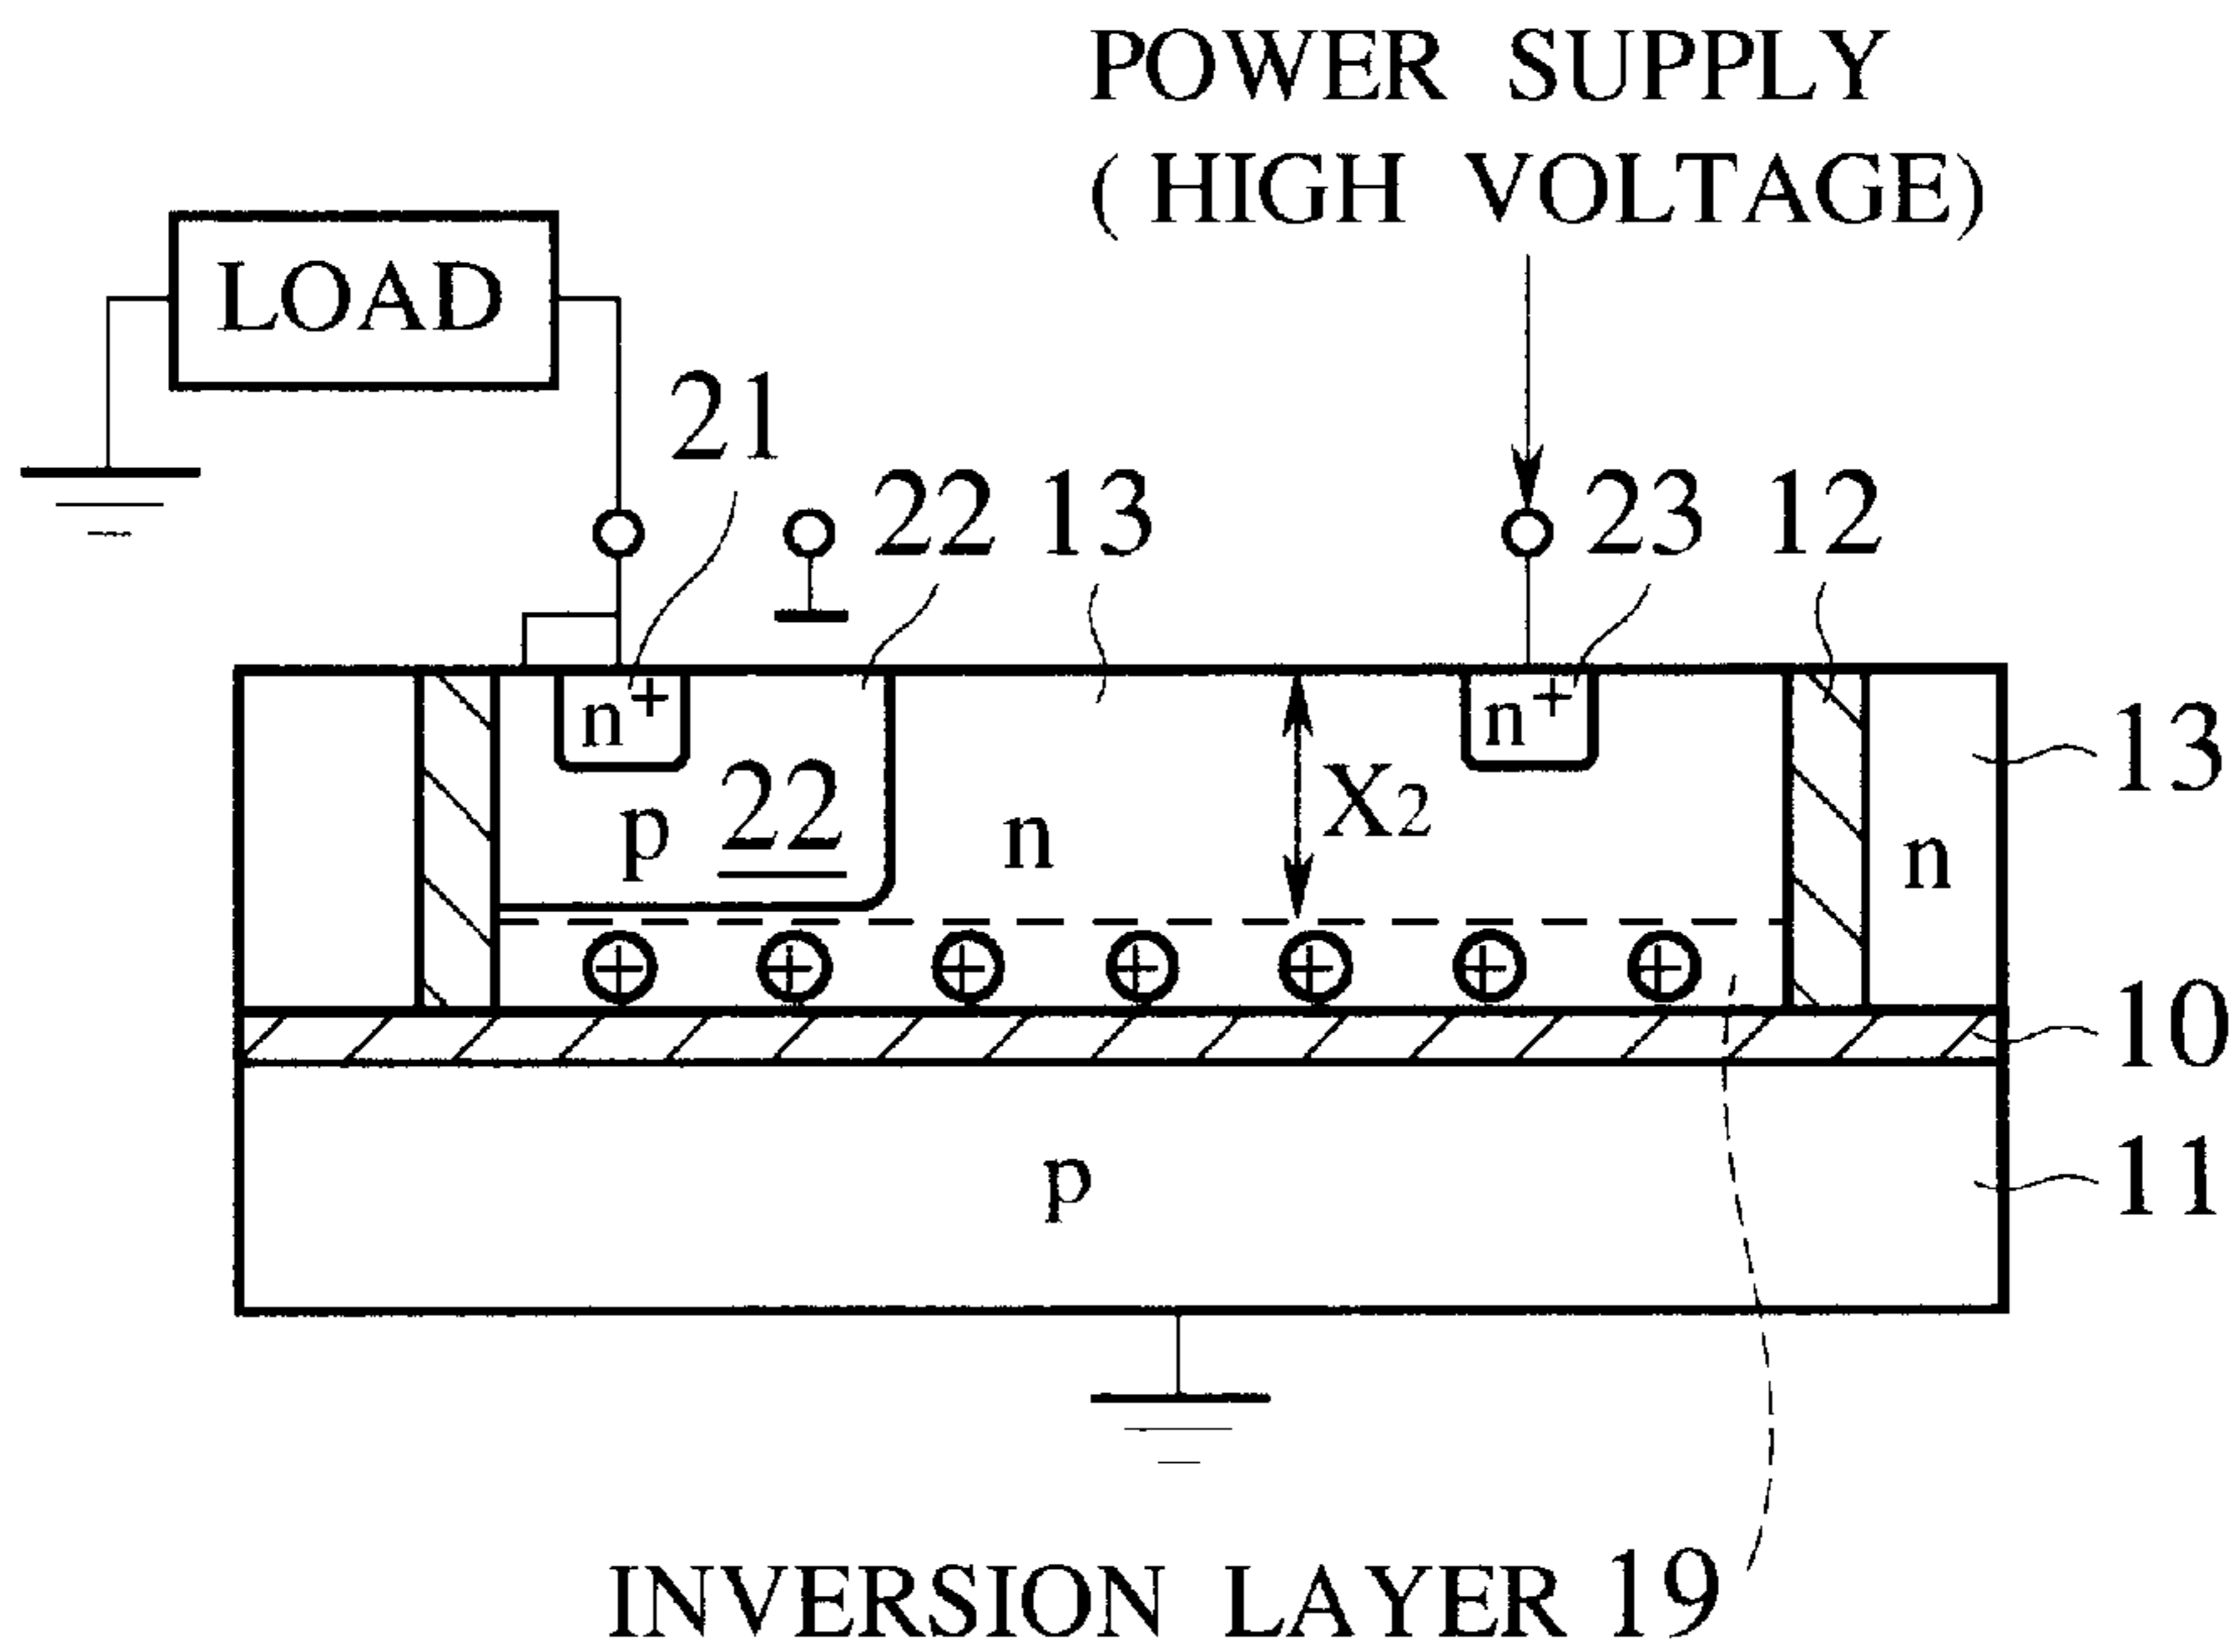 POWER SUPPLY
( HIGH VOLTAGE)
LOAD
21
22 13 23 12
n+ n+
13
p 22 n X2 n
10
p
11
INVERSION LAYER 19